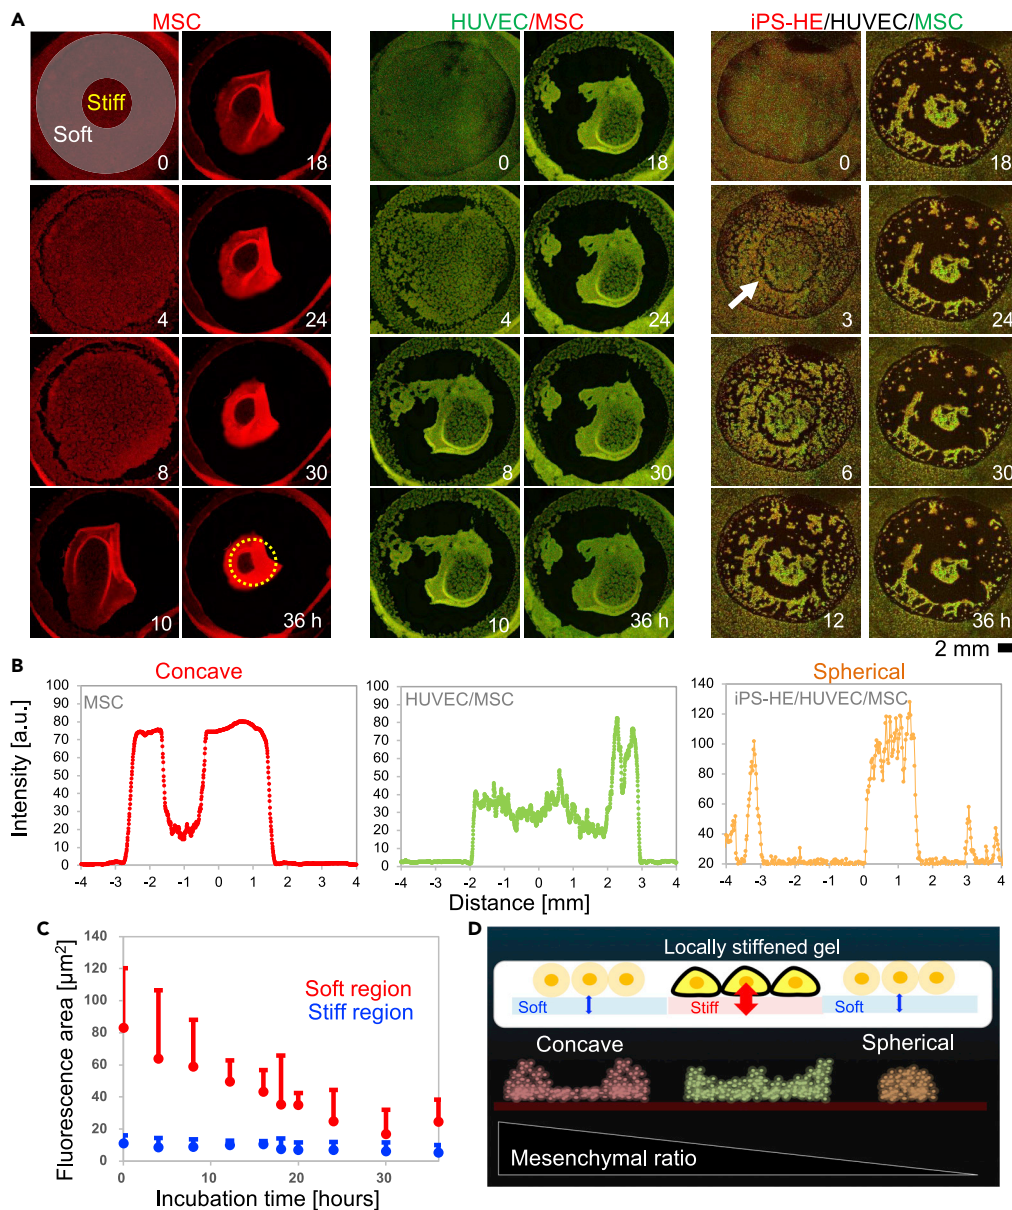 A
MSC
HUVEC/MSC
iPS-HE/HUVEC/MSC
Stiff
Soft
0
18
0
18
0
18
4
24
4
24
3
24
8
30
8
30
6
30
10
36 h
10
36 h
12
36 h
2 mm
B
Concave
Spherical
Intensity [a.u.]
100
90
80
70
60
50
40
30
20
10
0
MSC
-4 -3 -2 -1 0 1 2 3 4
100
90
80
70
60
50
40
30
20
10
0
HUVEC/MSC
-4 -3 -2 -1 0 1 2 3 4
140
120
100
80
60
40
20
iPS-HE/HUVEC/MSC
-4 -3 -2 -1 0 1 2 3 4
Distance [mm]
C
Fluorescence area [µm²]
140
120
100
80
60
40
20
0
Soft region
Stiff region
0 10 20 30
Incubation time [hours]
D
Locally stiffened gel
Soft
Stiff
Soft
Concave
Spherical
Mesenchymal ratio